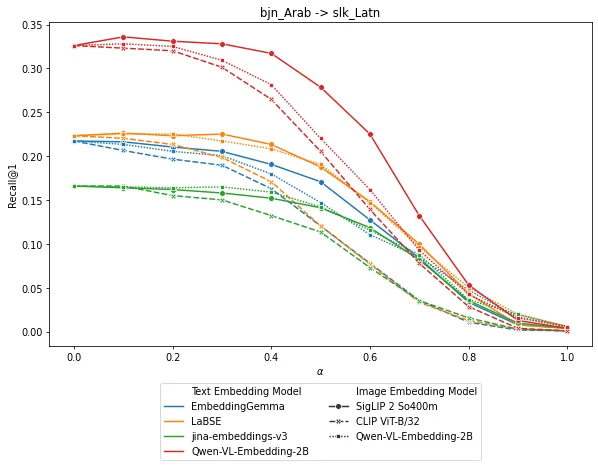 bjn_Arab -> slk_Latn
Recall@1
0.35
0.30
0.25
0.20
0.15
0.10
0.05
0.00
0.0 0.2 0.4 0.6 0.8 1.0
α
Text Embedding Model Image Embedding Model
EmbeddingGemma SigLIP 2 So400m
LaBSE CLIP ViT-B/32
jina-embeddings-v3 Qwen-VL-Embedding-2B
Qwen-VL-Embedding-2B